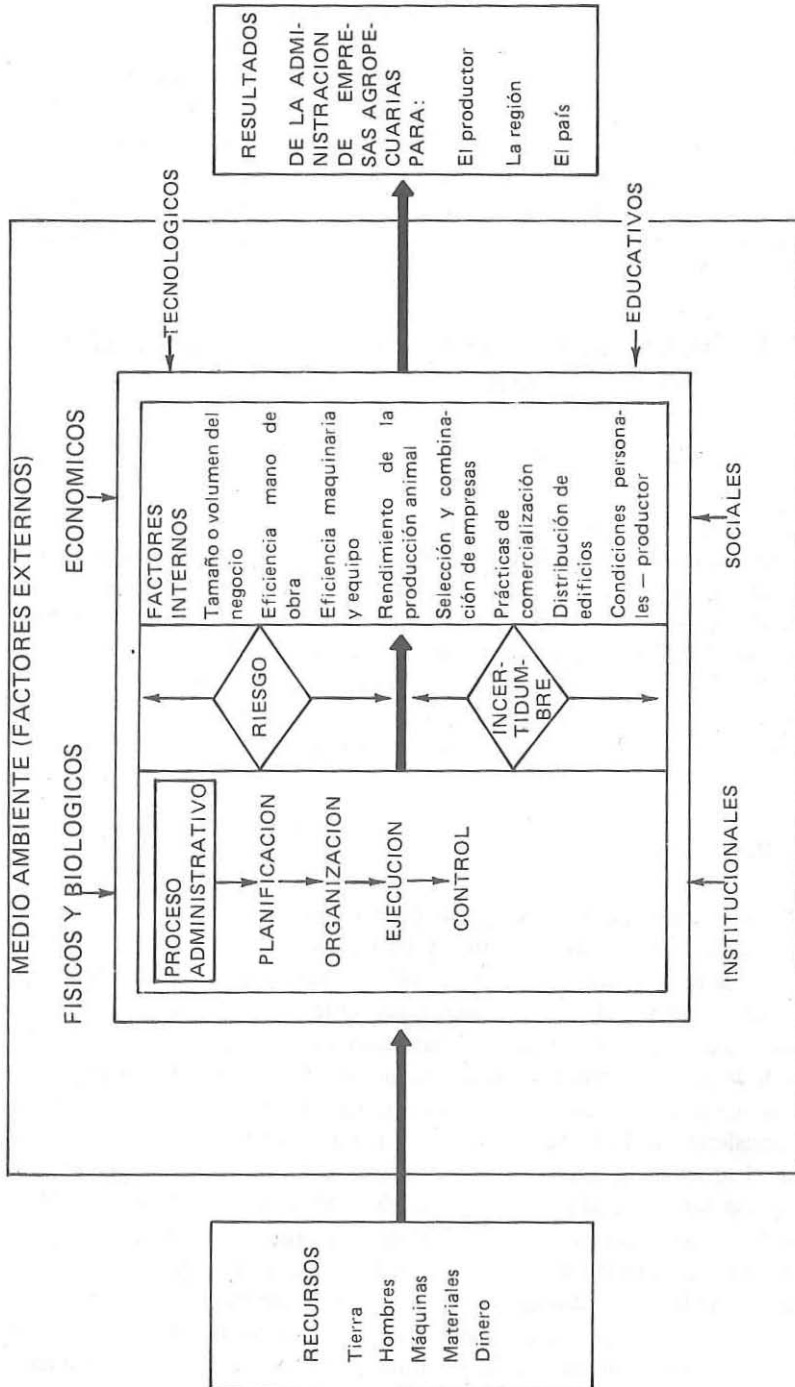 MEDIO AMBIENTE (FACTORES EXTERNOS)
FISICOS Y BIOLOGICOS
ECONOMICOS
TECNOLOGICOS
RECURSOS
Tierra
Hombres
Máquinas
Materiales
Dinero
PROCESO
ADMINISTRATIVO
PLANIFICACION
ORGANIZACION
EJECUCION
CONTROL
RIESGO
INCER-
TIDUM-
BRE
FACTORES
INTERNOS
Tamaño o volumen del
negocio
Eficiencia mano de
obra
Eficiencia maquinaria
y equipo
Rendimiento de la
producción animal
Selección y combina-
ción de empresas
Prácticas de
comercialización
Distribución de
edificios
Condiciones persona-
les — productor
RESULTADOS
DE LA ADMI-
NISTRACION
DE EMPRE-
SAS AGROPE-
CUARIAS
PARA:
El productor
La región
El país
INSTITUCIONALES
SOCIALES
EDUCATIVOS